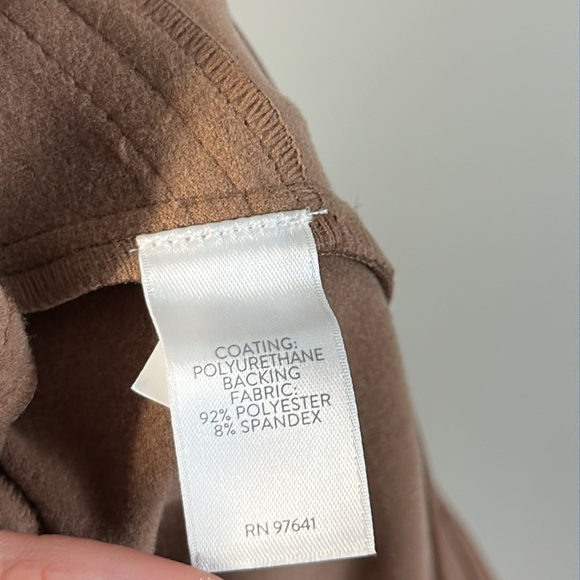 COATING:
POLYURETHANE
BACKING
FABRIC:
92% POLYESTER
8% SPANDEX
RN 97641